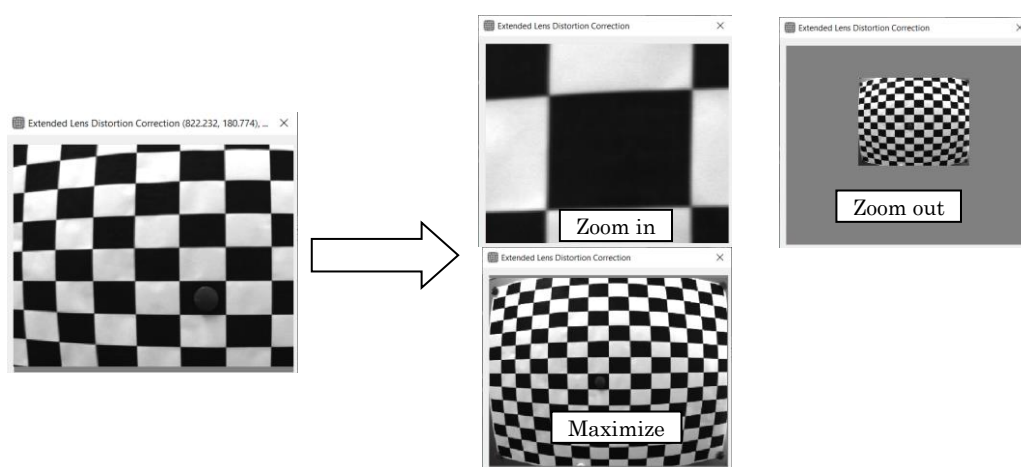 Extended Lens Distortion Correction (822.232, 180.774), ...
Extended Lens Distortion Correction
Zoom in
Extended Lens Distortion Correction
Zoom out
Extended Lens Distortion Correction
Maximize